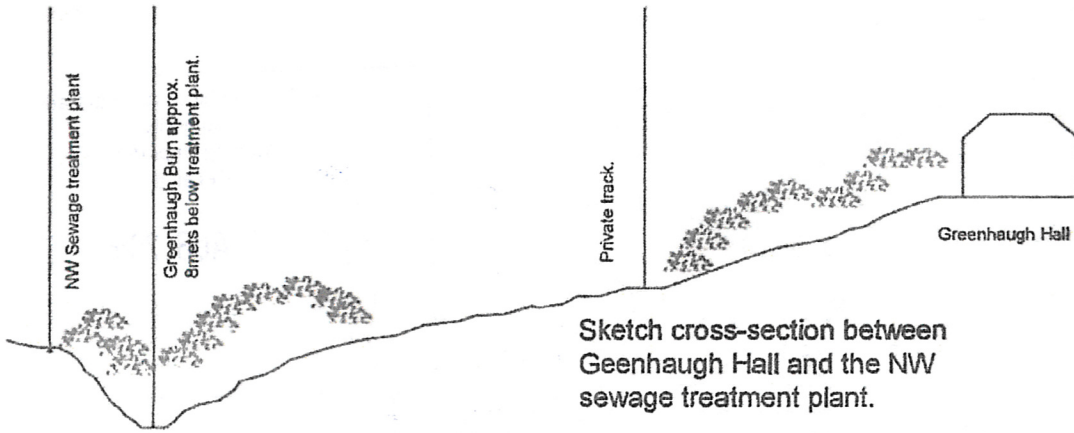 NW Sewage treatment plant
Greenhaugh Burn approx.
8mets below treatment plant.
Private track.
Greenhaugh Hall
Sketch cross-section between
Geenhaugh Hall and the NW
sewage treatment plant.